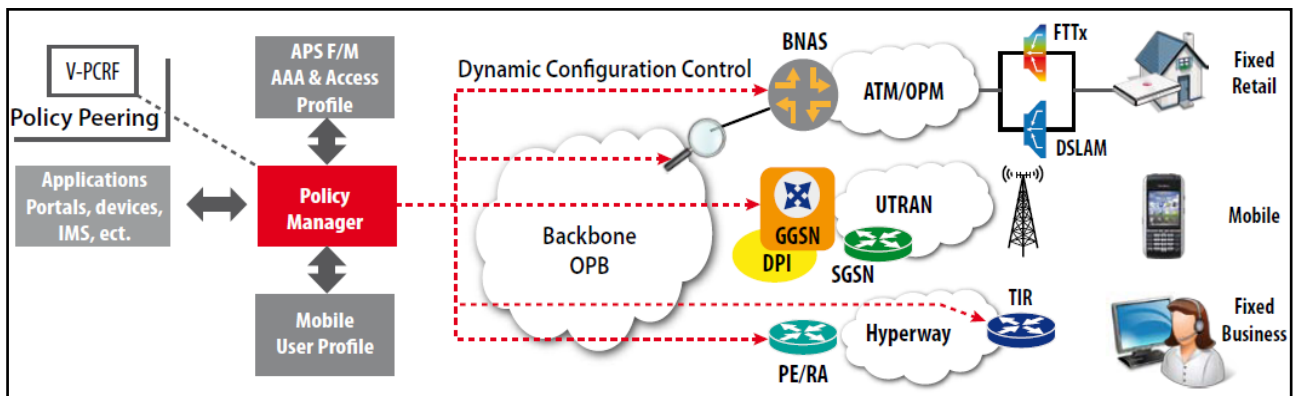 V-PCRF
Policy Peering
APS F/M
AAA & Access
Profile
Applications
Portals, devices,
IMS, ect.
Policy
Manager
Mobile
User Profile
Dynamic Configuration Control
Backbone
OPB
BNAS
ATM/OPM
FTTx
DSLAM
Fixed
Retail
GGSN
DPI
UTRAN
SGSN
Mobile
PE/RA
Hyperway
TIR
Fixed
Business